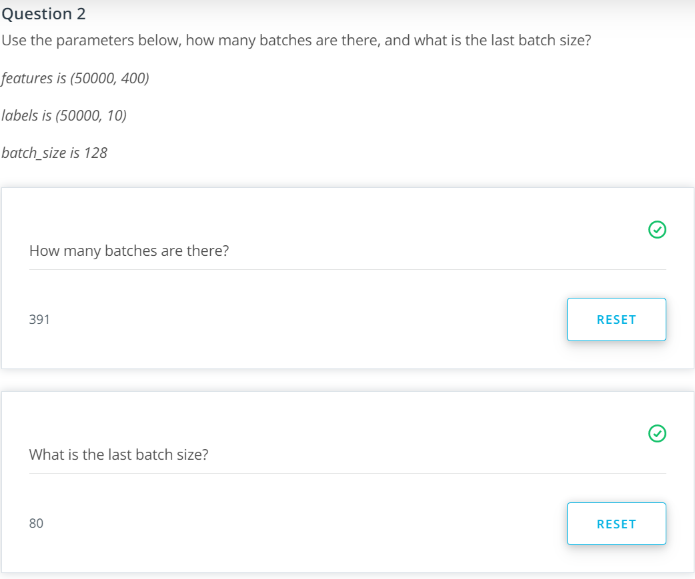 Question 2
Use the parameters below, how many batches are there, and what is the last batch size?
features is (50000, 400)
labels is (50000, 10)
batch_size is 128
How many batches are there?
391
RESET
What is the last batch size?
80
RESET